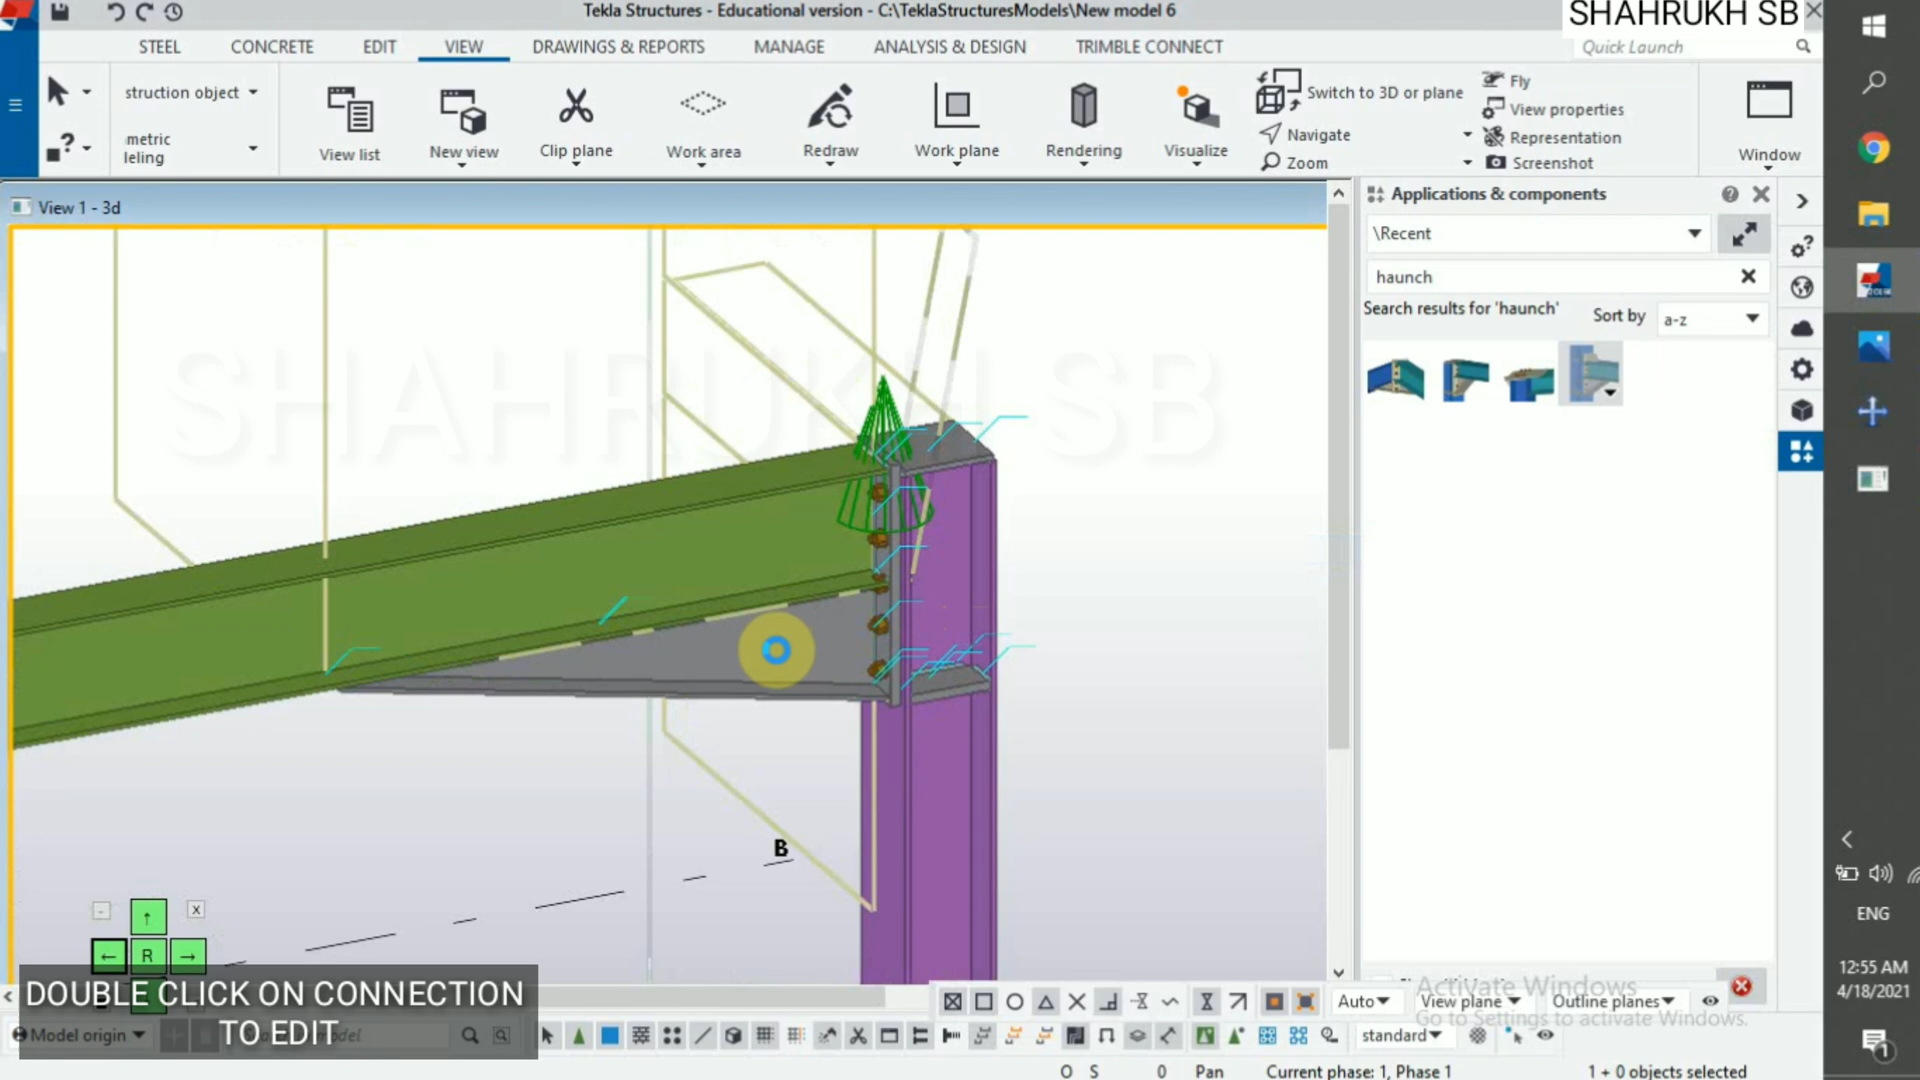 Tekla Structures - Educational version - C:\TeklaStructuresModels\New model 6
SHAHRUKH SB
STEEL
CONCRETE
EDIT
VIEW
DRAWINGS & REPORTS
MANAGE
ANALYSIS & DESIGN
TRIMBLE CONNECT
Quick Launch
struction object
metric
leling
View list
New view
Clip plane
Work area
Redraw
Work plane
Rendering
Visualize
Switch to 3D or plane
Navigate
Zoom
Fly
View properties
Representation
Screenshot
Window
View 1 - 3d
Applications & components
\Recent
haunch
Search results for 'haunch'
Sort by
a-z
SHAHRUKH SB
B
R
DOUBLE CLICK ON CONNECTION
TO EDIT
Model origin
model
Auto
View plane
Outline planes
Activate Windows
Go to Settings to activate Windows.
standard
O
S
0
Pan
Current phase: 1, Phase 1
1 + 0 objects selected
ENG
12:55 AM
4/18/2021
1